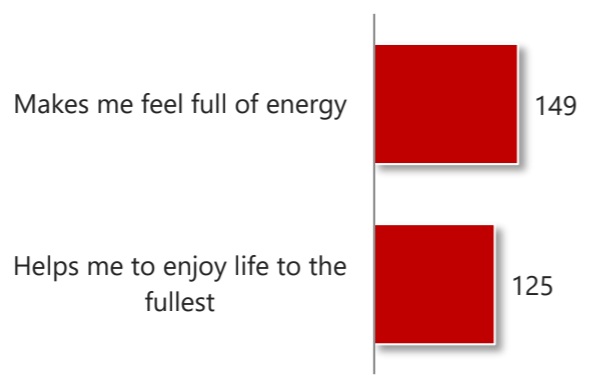 Makes me feel full of energy
149
Helps me to enjoy life to the
fullest
125